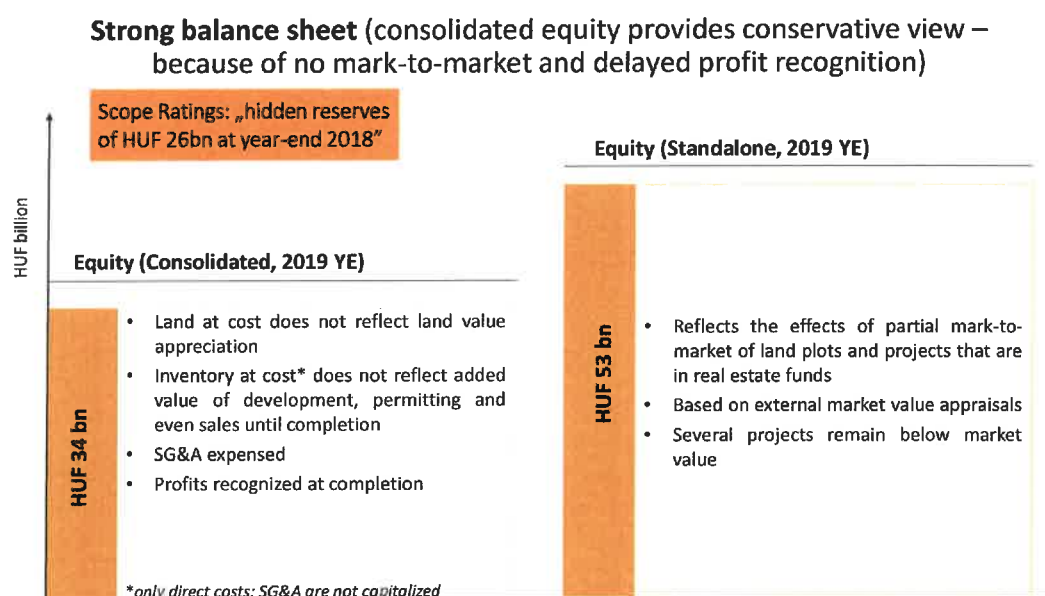 Strong balance sheet (consolidated equity provides conservative view –
because of no mark-to-market and delayed profit recognition)
Scope Ratings: „hidden reserves
of HUF 26bn at year-end 2018"
HUF billion
Equity (Consolidated, 2019 YE)
HUF 34 bn
• Land at cost does not reflect land value
appreciation
• Inventory at cost* does not reflect added
value of development, permitting and
even sales until completion
• SG&A expensed
• Profits recognized at completion
*only direct costs; SG&A are not capitalized
Equity (Standalone, 2019 YE)
HUF 53 bn
• Reflects the effects of partial mark-to-
market of land plots and projects that are
in real estate funds
• Based on external market value appraisals
• Several projects remain below market
value